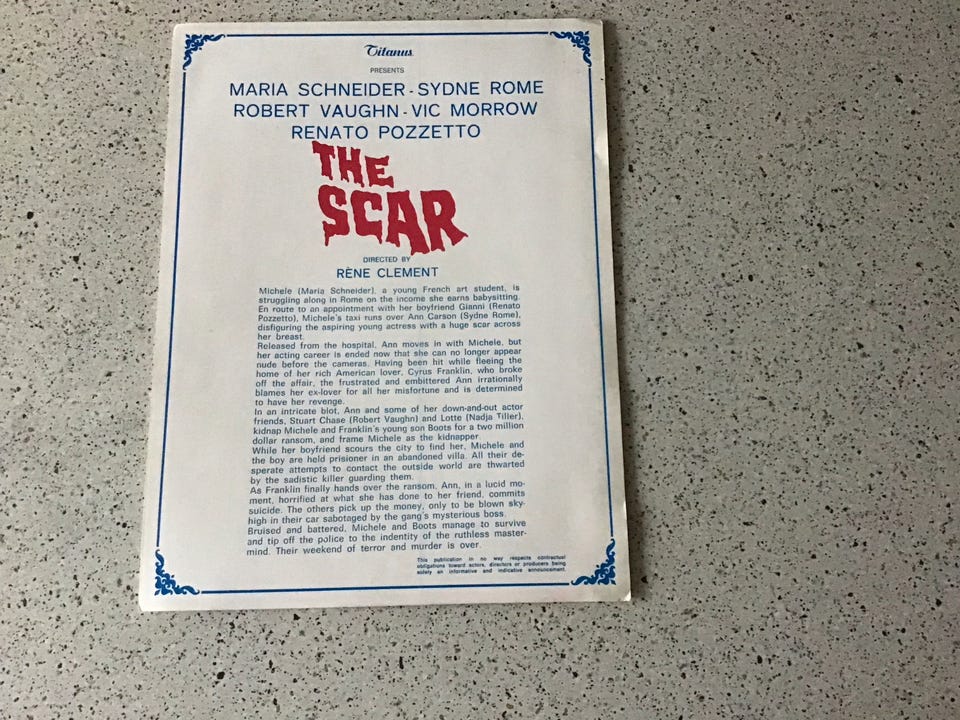 Titanus
PRESENTS
MARIA SCHNEIDER - SYDNE ROME
ROBERT VAUGHN - VIC MORROW
RENATO POZZETTO
THE
SCAR
DIRECTED BY
RÈNE CLEMENT
Michele (Maria Schneider), a young French art student, is
struggling along in Rome on the income she earns babysitting.
En route to an appointment with her boyfriend Gianni (Renato
Pozzetto), Michele's taxi runs over Ann Carson (Sydne Rome),
disfiguring the aspiring young actress with a huge scar across
her breast.
Released from the hospital, Ann moves in with Michele, but
her acting career is ended now that she can no longer appear
nude before the cameras. Having been hit while fleeing the
home of her rich American lover, Cyrus Franklin, who broke
off the affair, the frustrated and embittered Ann irrationally
blames her ex-lover for all her misfortune and is determined
to have her revenge.
In an intricate blot, Ann and some of her down-and-out actor
friends, Stuart Chase (Robert Vaughn) and Lotte (Nadja Tiller),
kidnap Michele and Franklin's young son Boots for a two million
dollar ransom, and frame Michele as the kidnapper.
While her boyfriend scours the city to find her, Michele and
the boy are held prisioner in an abandoned villa. All their de-
sperate attempts to contact the outside world are thwarted
by the sadistic killer guarding them.
As Franklin finally hands over the ransom, Ann, in a lucid mo-
ment, horrified at what she has done to her friend, commits
suicide. The others pick up the money, only to be blown sky-
high in their car sabotaged by the gang's mysterious boss.
Bruised and battered, Michele and Boots manage to survive
and tip off the police to the indentity of the ruthless master-
mind. Their weekend of terror and murder is over.
This publication in no way respects contractual
obligations toward actors, directors or producers being
solely an informative and indicative announcement.